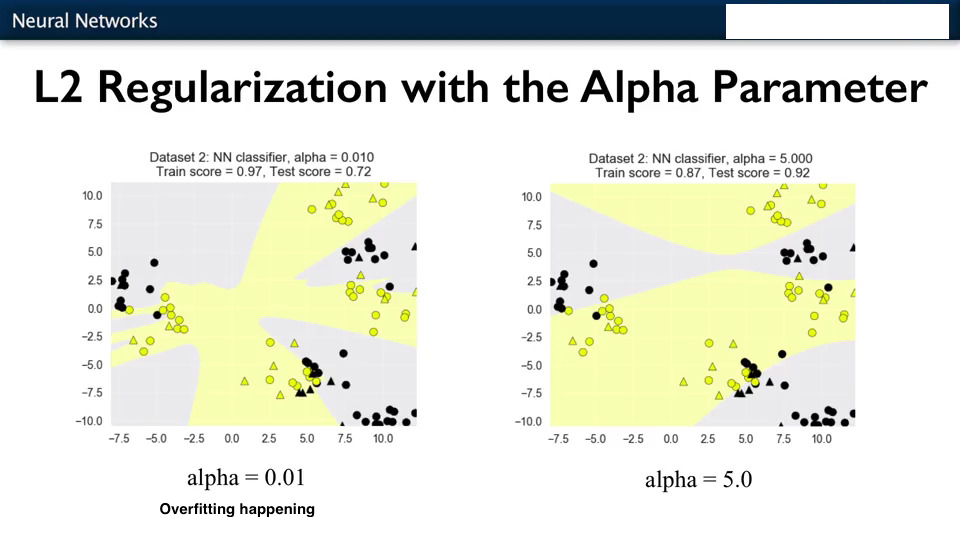 Neural Networks
L2 Regularization with the Alpha Parameter
Dataset 2: NN classifier, alpha = 0.010
Train score = 0.97, Test score = 0.72
10.0
7.5
5.0
2.5
0.0
−2.5
−5.0
−7.5
−10.0
−7.5 −5.0 −2.5 0.0 2.5 5.0 7.5 10.0
alpha = 0.01
Overfitting happening
Dataset 2: NN classifier, alpha = 5.000
Train score = 0.87, Test score = 0.92
10.0
7.5
5.0
2.5
0.0
−2.5
−5.0
−7.5
−10.0
−7.5 −5.0 −2.5 0.0 2.5 5.0 7.5 10.0
alpha = 5.0